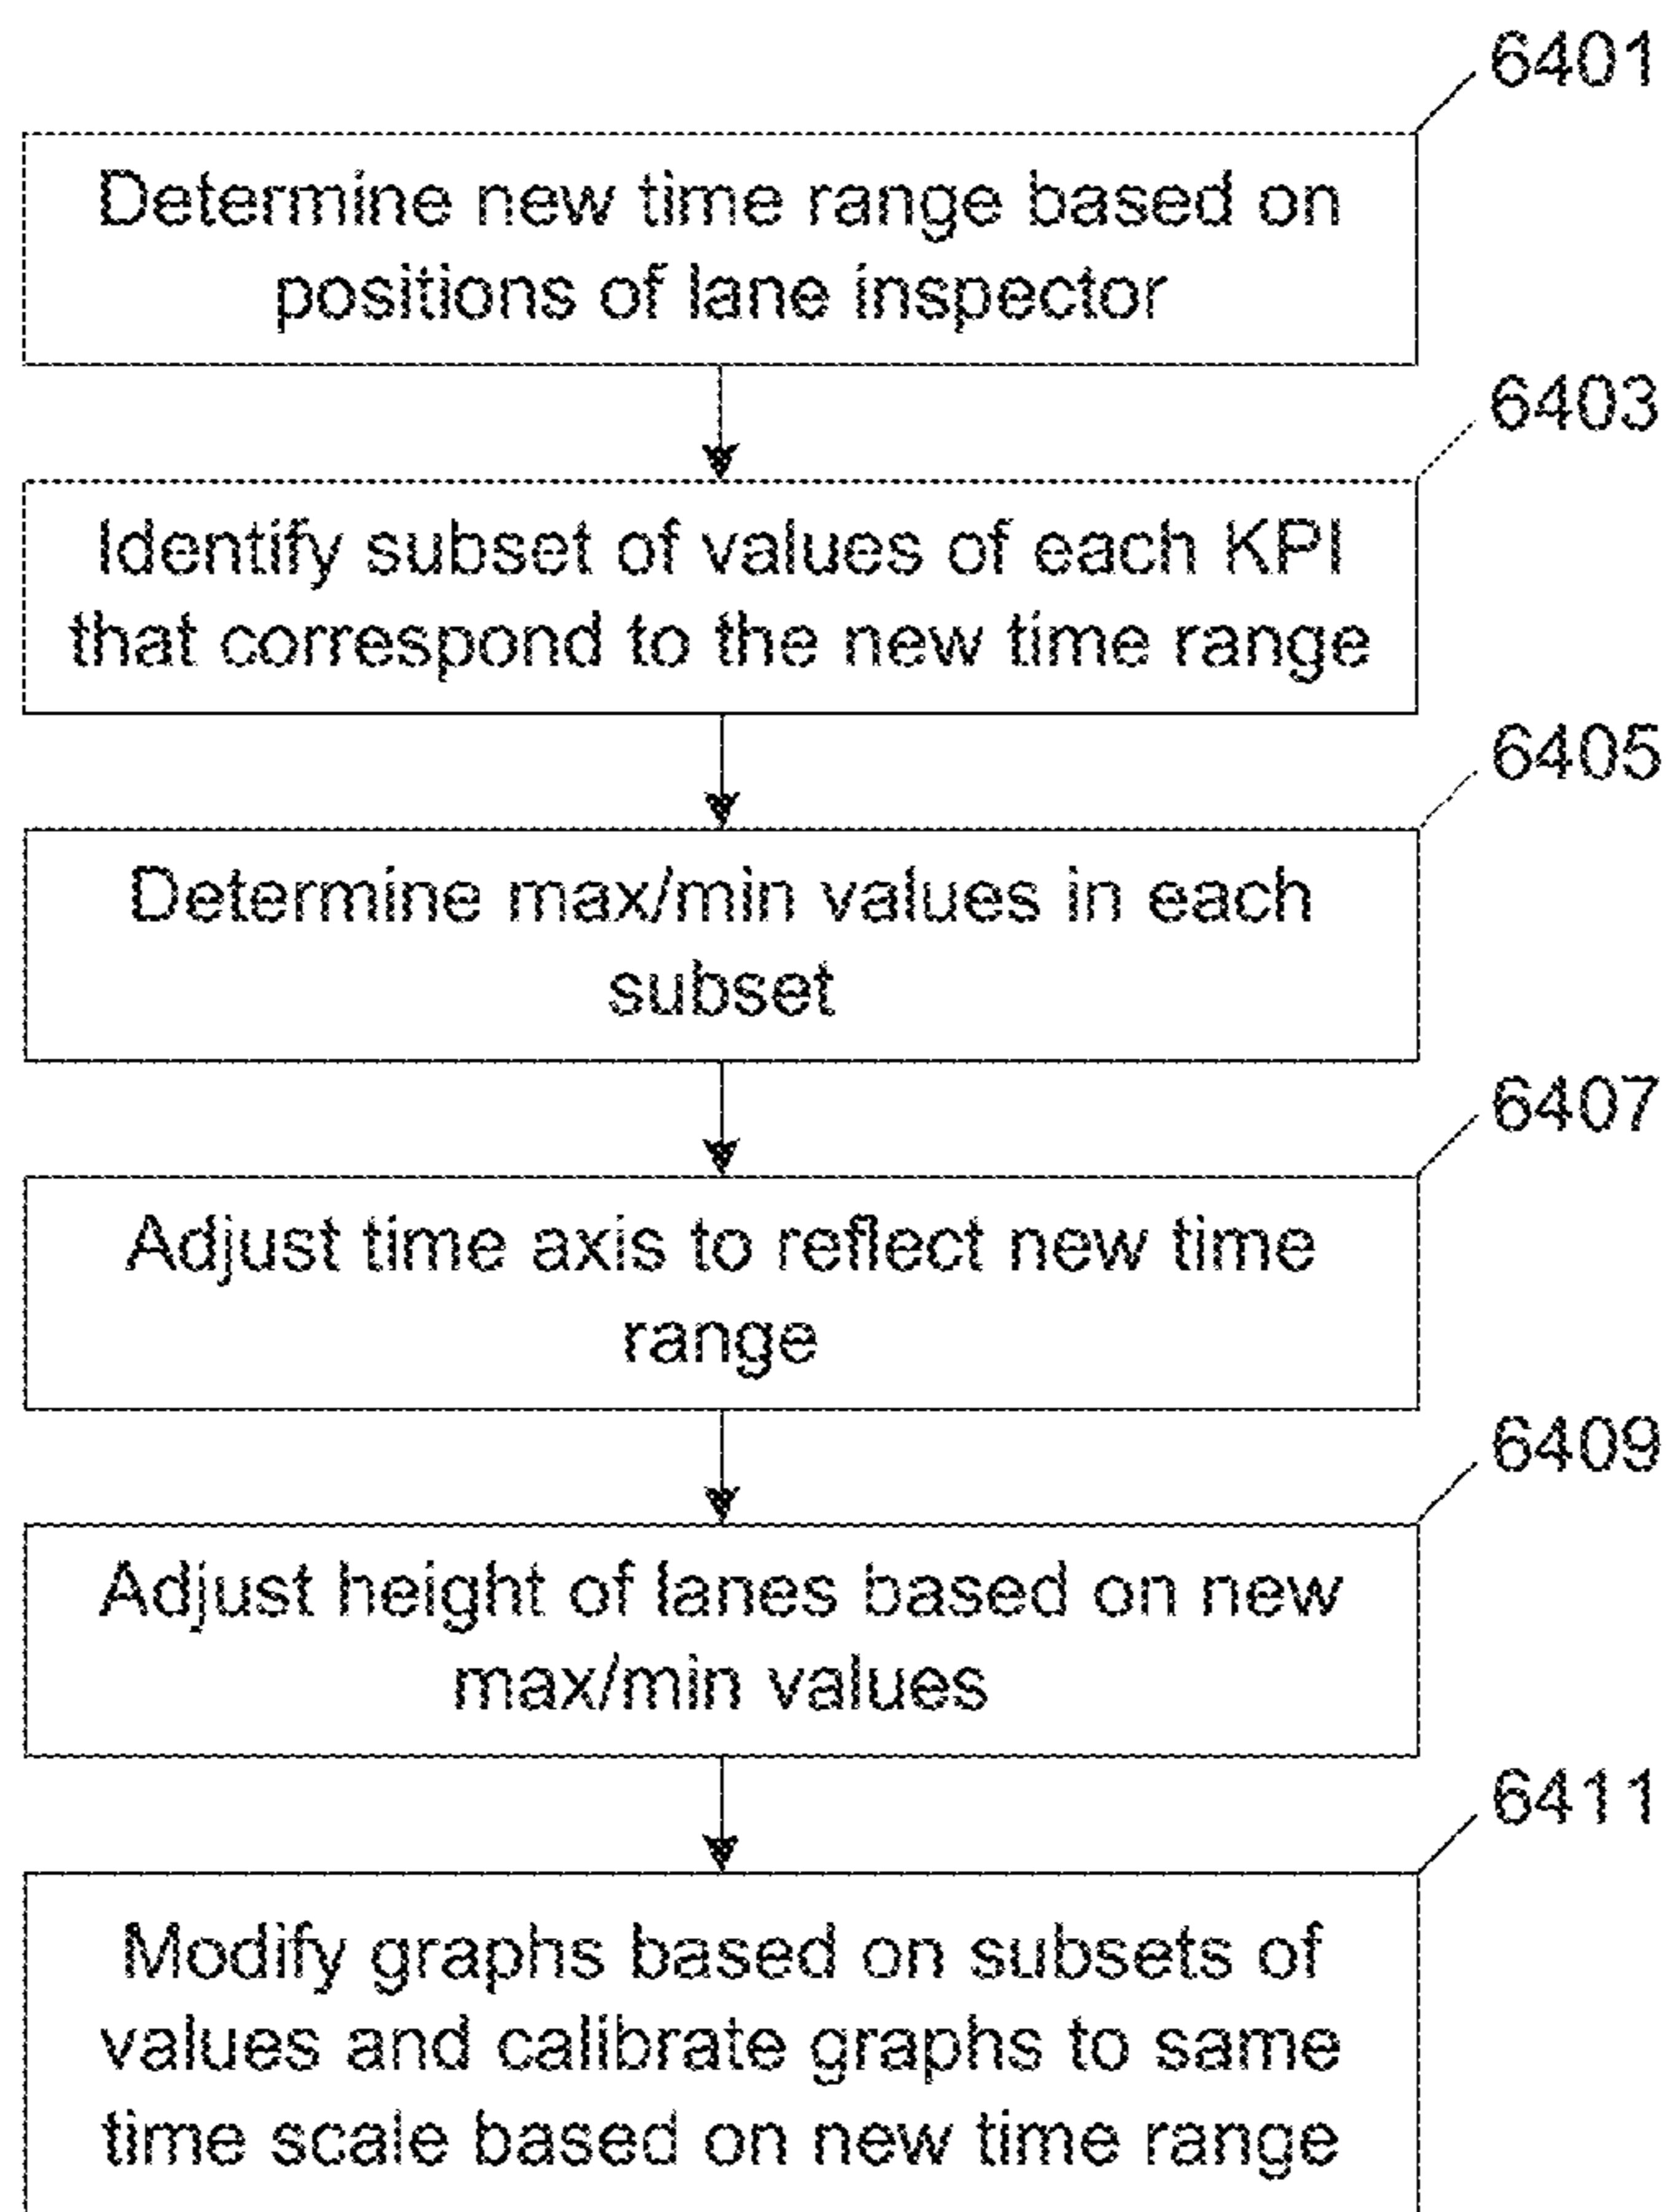 6401
Determine new time range based on
positions of lane inspector
6403
Identify subset of values of each KPI
that correspond to the new time range
6405
Determine max/min values in each
subset
6407
Adjust time axis to reflect new time
range
6409
Adjust height of lanes based on new
max/min values
6411
Modify graphs based on subsets of
values and calibrate graphs to same
time scale based on new time range